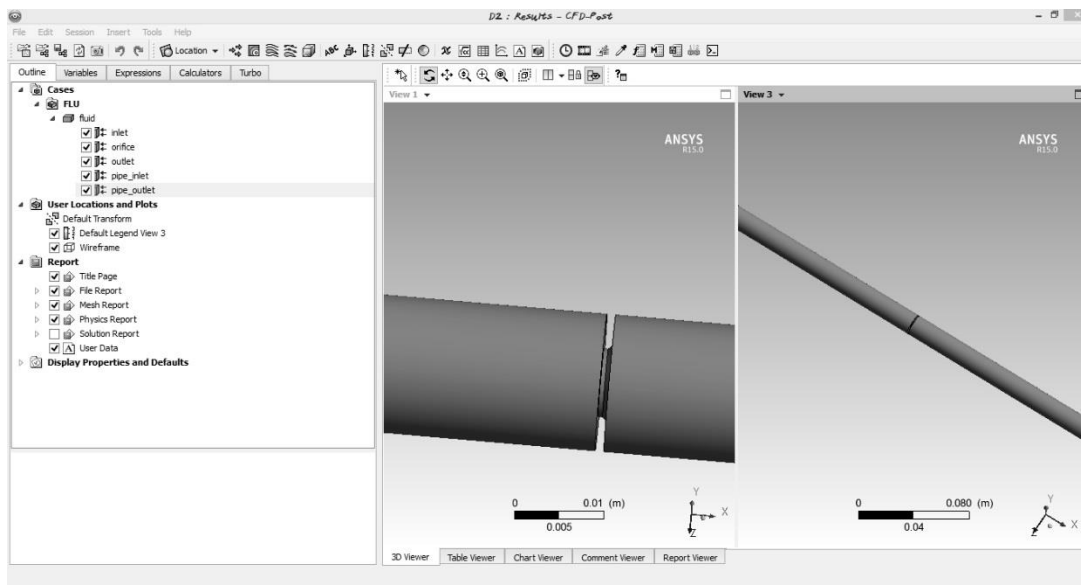 D2 : Results - CFD-Post
File Edit Session Insert Tools Help
Location
Outline Variables Expressions Calculators Turbo
Cases
FLU
fluid
inlet
orifice
outlet
pipe_inlet
pipe_outlet
User Locations and Plots
Default Transform
Default Legend View 3
Wireframe
Report
Title Page
File Report
Mesh Report
Physics Report
Solution Report
A User Data
Display Properties and Defaults
View 1
ANSYS
R15.0
0 0.01 (m)
0.005
Y
X
Z
View 3
ANSYS
R15.0
0 0.080 (m)
0.04
Y
X
Z
3D Viewer Table Viewer Chart Viewer Comment Viewer Report Viewer